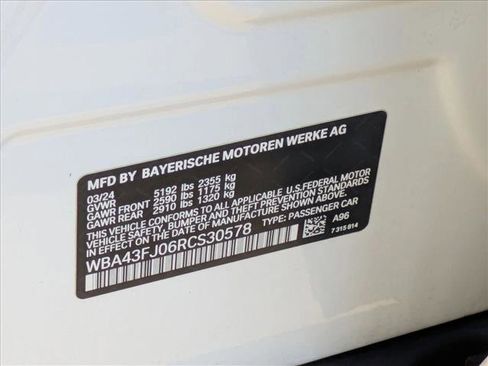 MFD BY BAYERISCHE MOTOREN WERKE AG
03/24
GVWR 5192 lbs 2355 kg
GAWR FRONT 2590 lbs 1175 kg
GAWR REAR 2910 lbs 1320 kg
THIS VEHICLE CONFORMS TO ALL APPLICABLE U.S.FEDERAL MOTOR
VEHICLE SAFETY, BUMPER AND THEFT PREVENTION STANDARDS
IN EFFECT ON THE DATE OF MANUFACTURE SHOWN ABOVE.
WBA43FJ06RCS30578 TYPE: PASSENGER CAR
A96
7 315 814